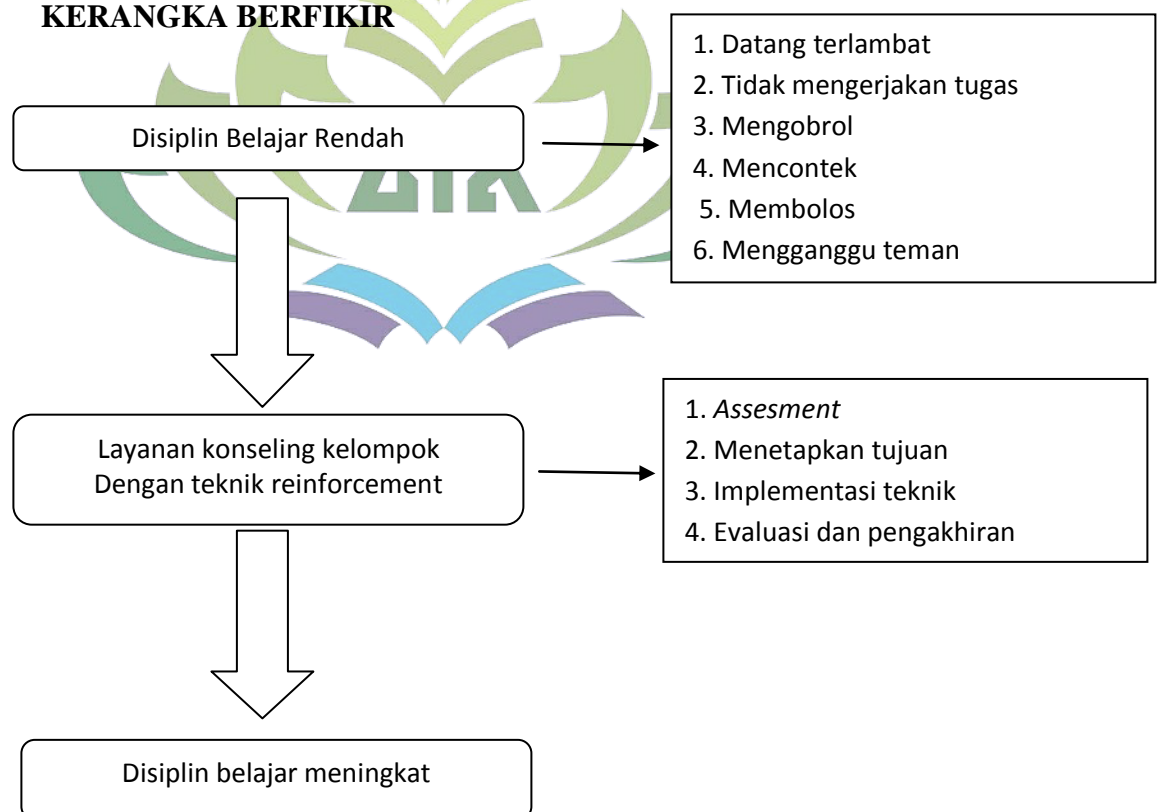 KERANGKA BERFIKIR
Disiplin Belajar Rendah
1. Datang terlambat
2. Tidak mengerjakan tugas
3. Mengobrol
4. Mencontek
5. Membolos
6. Mengganggu teman
Layanan konseling kelompok
Dengan teknik reinforcement
1. Assesment
2. Menetapkan tujuan
3. Implementasi teknik
4. Evaluasi dan pengakhiran
Disiplin belajar meningkat